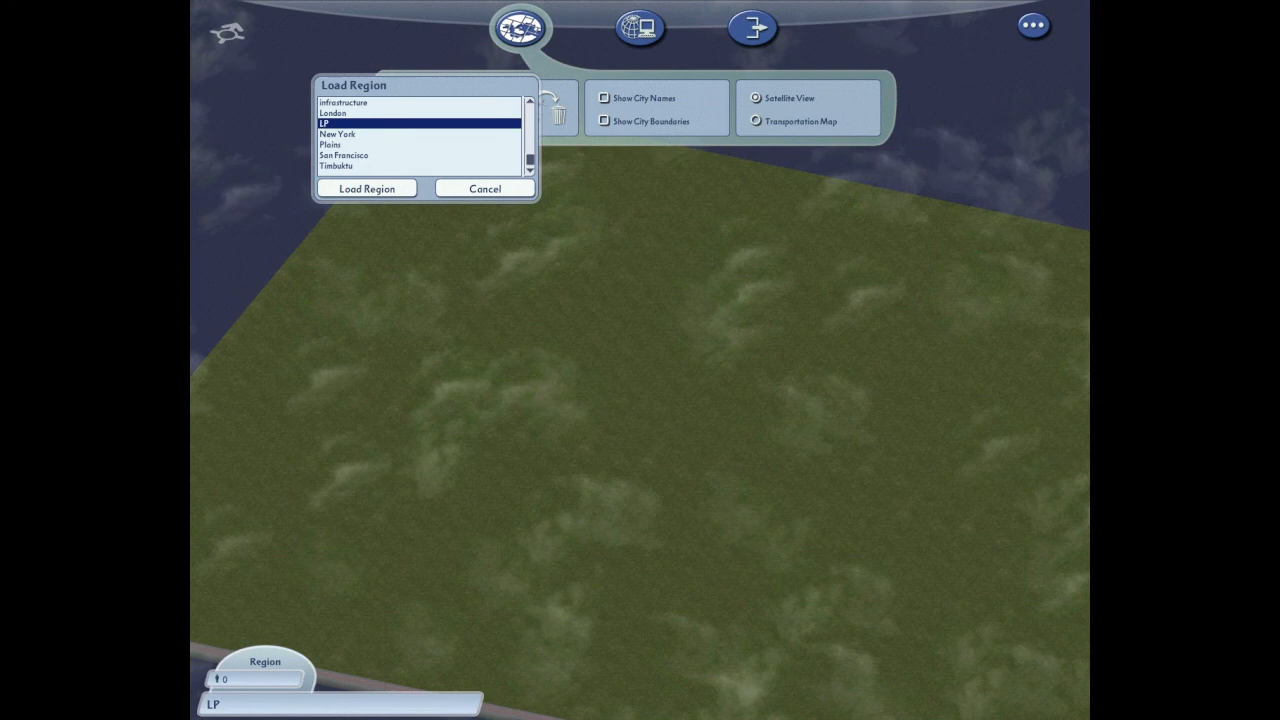 Load Region
infrastructure
London
LP
New York
Plains
San Francisco
Timbuktu
Load Region Cancel
Show City Names
Show City Boundaries
Satellite View
Transportation Map
Region
0
LP